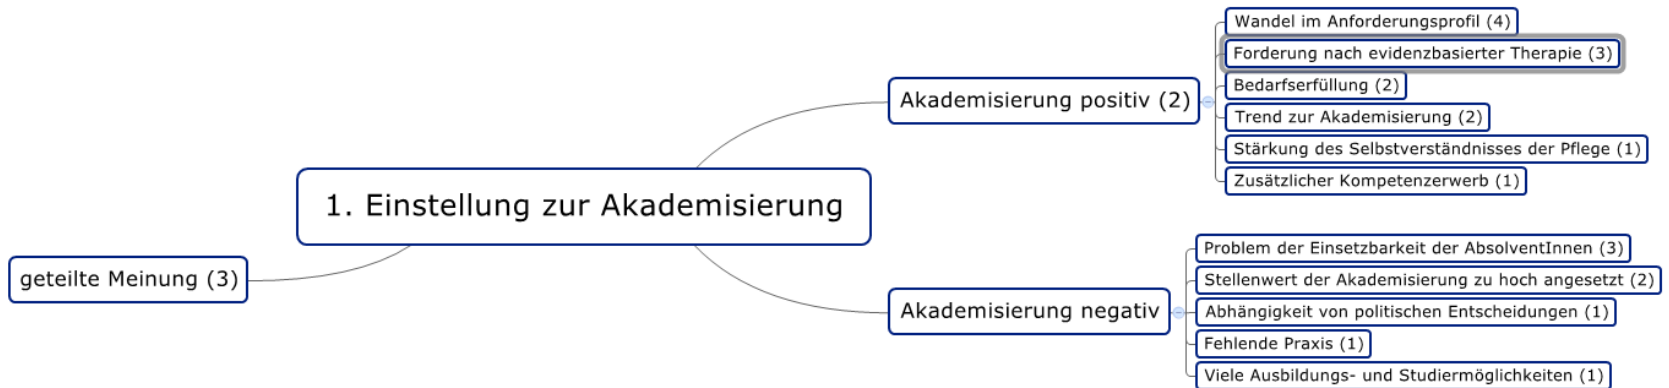 1. Einstellung zur Akademisierung
geteilte Meinung (3)
Akademisierung positiv (2)
Wandel im Anforderungsprofil (4)
Forderung nach evidenzbasierter Therapie (3)
Bedarfserfüllung (2)
Trend zur Akademisierung (2)
Stärkung des Selbstverständnisses der Pflege (1)
Zusätzlicher Kompetenzerwerb (1)
Akademisierung negativ
Problem der Einsetzbarkeit der AbsolventInnen (3)
Stellenwert der Akademisierung zu hoch angesetzt (2)
Abhängigkeit von politischen Entscheidungen (1)
Fehlende Praxis (1)
Viele Ausbildungs- und Studiermöglichkeiten (1)